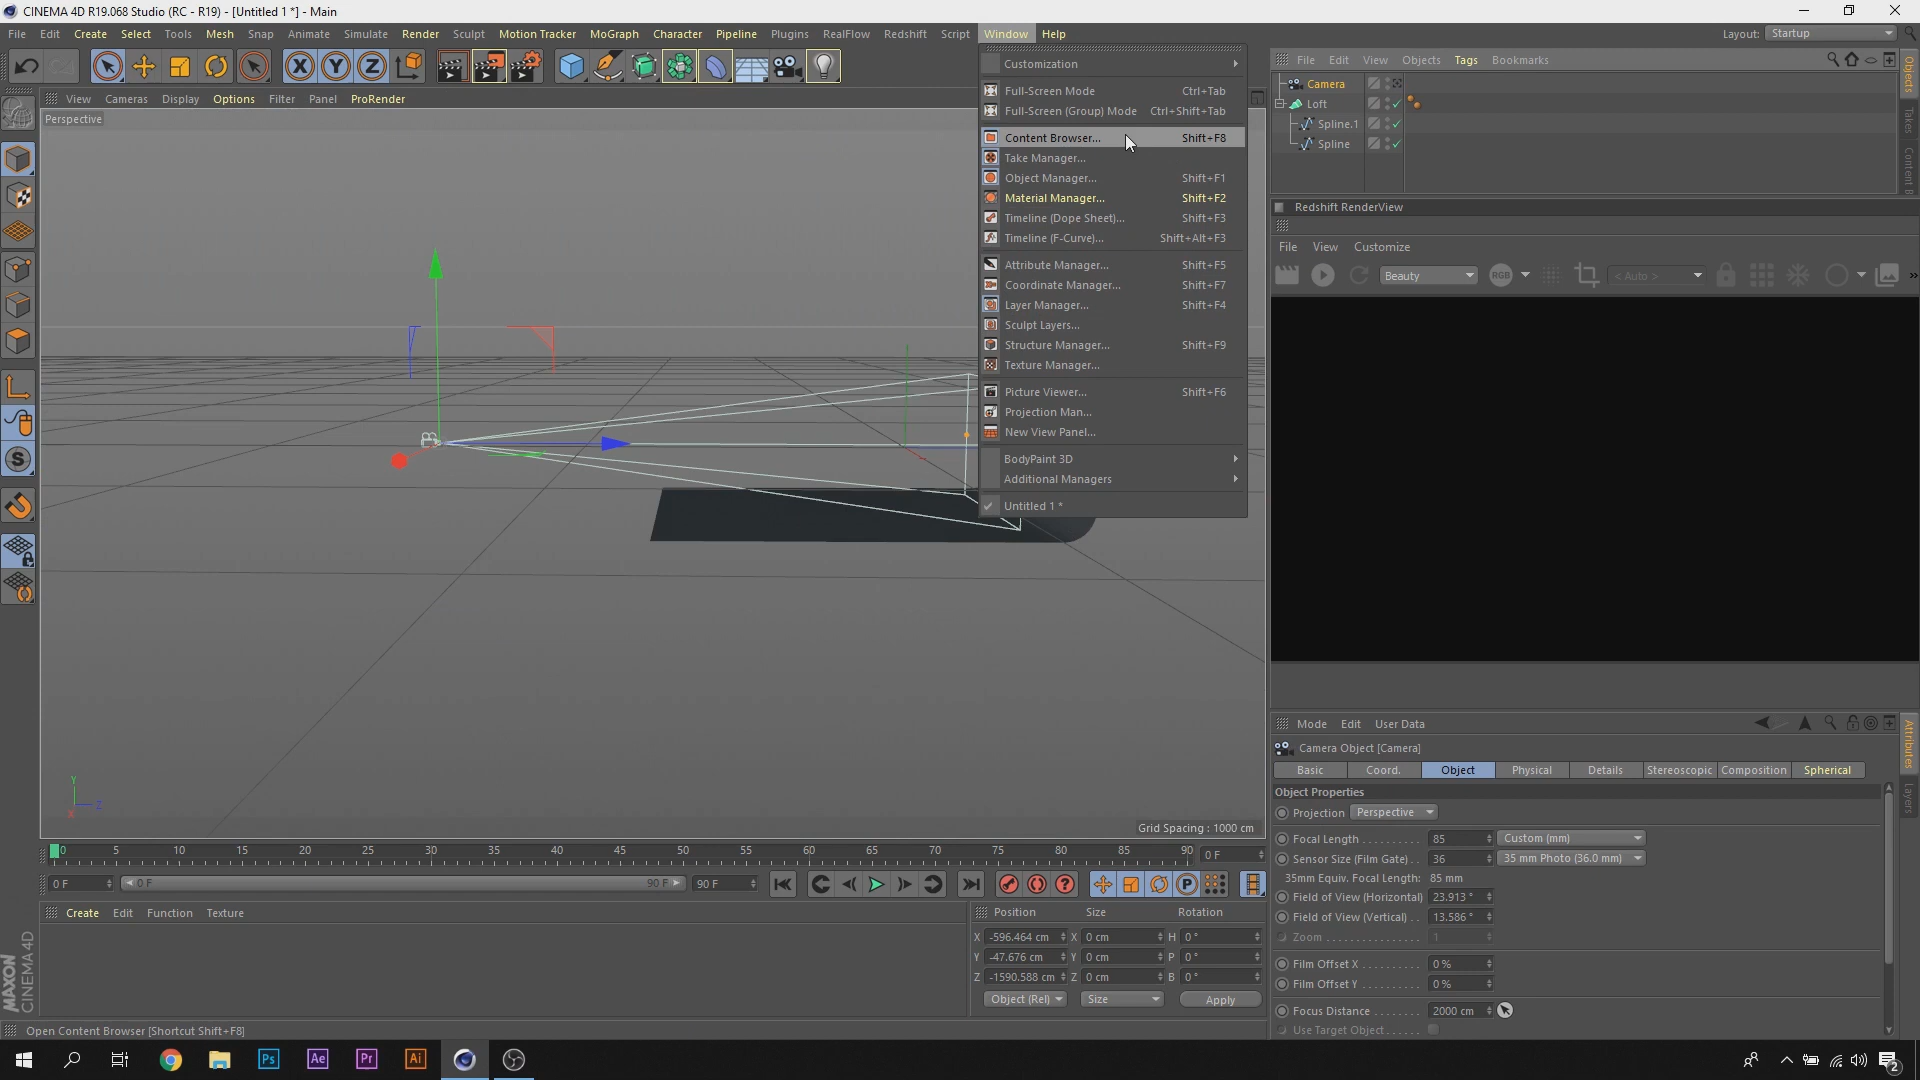 CINEMA 4D R19.068 Studio (RC - R19) - [Untitled 1 *] - Main
File Edit Create Select Tools Mesh Snap Animate Simulate Render Sculpt Motion Tracker MoGraph Character Pipeline Plugins RealFlow Redshift Script Window Help Layout: Startup
View Cameras Display Options Filter Panel ProRender
Perspective
Customization
Full-Screen Mode Ctrl+Tab
Full-Screen (Group) Mode Ctrl+Shift+Tab
Content Browser... Shift+F8
Take Manager...
Object Manager... Shift+F1
Material Manager... Shift+F2
Timeline (Dope Sheet)... Shift+F3
Timeline (F-Curve)... Shift+Alt+F3
Attribute Manager... Shift+F5
Coordinate Manager... Shift+F7
Layer Manager... Shift+F4
Sculpt Layers...
Structure Manager... Shift+F9
Texture Manager...
Picture Viewer... Shift+F6
Projection Man...
New View Panel...
BodyPaint 3D
Additional Managers
Untitled 1 *
Y
Z
X
Grid Spacing : 1000 cm
File Edit View Objects Tags Bookmarks
Camera
Loft
Spline.1
Spline
Objects
Takes
Content B
Redshift RenderView
File View Customize
Beauty RGB < Auto > »
Mode Edit User Data
Camera Object [Camera]
Basic Coord. Object Physical Details Stereoscopic Composition Spherical
Object Properties
Projection Perspective
Focal Length 85 Custom (mm)
Sensor Size (Film Gate) 36 35 mm Photo (36.0 mm)
35mm Equiv. Focal Length: 85 mm
Field of View (Horizontal) 23.913 °
Field of View (Vertical) 13.586 °
Zoom 1
Film Offset X 0 %
Film Offset Y 0 %
Focus Distance 2000 cm
Use Target Object
Attributes
Layers
0 5 10 15 20 25 30 35 40 45 50 55 60 65 70 75 80 85 90 0 F
0 F 0 F 90 F 90 F
Create Edit Function Texture
Position Size Rotation
X -596.464 cm X 0 cm H 0 °
Y -47.676 cm Y 0 cm P 0 °
Z -1590.588 cm Z 0 cm B 0 °
Object (Rel) Size Apply
MAXON
CINEMA 4D
Open Content Browser [Shortcut Shift+F8]
Ps Ae Pr Ai 2